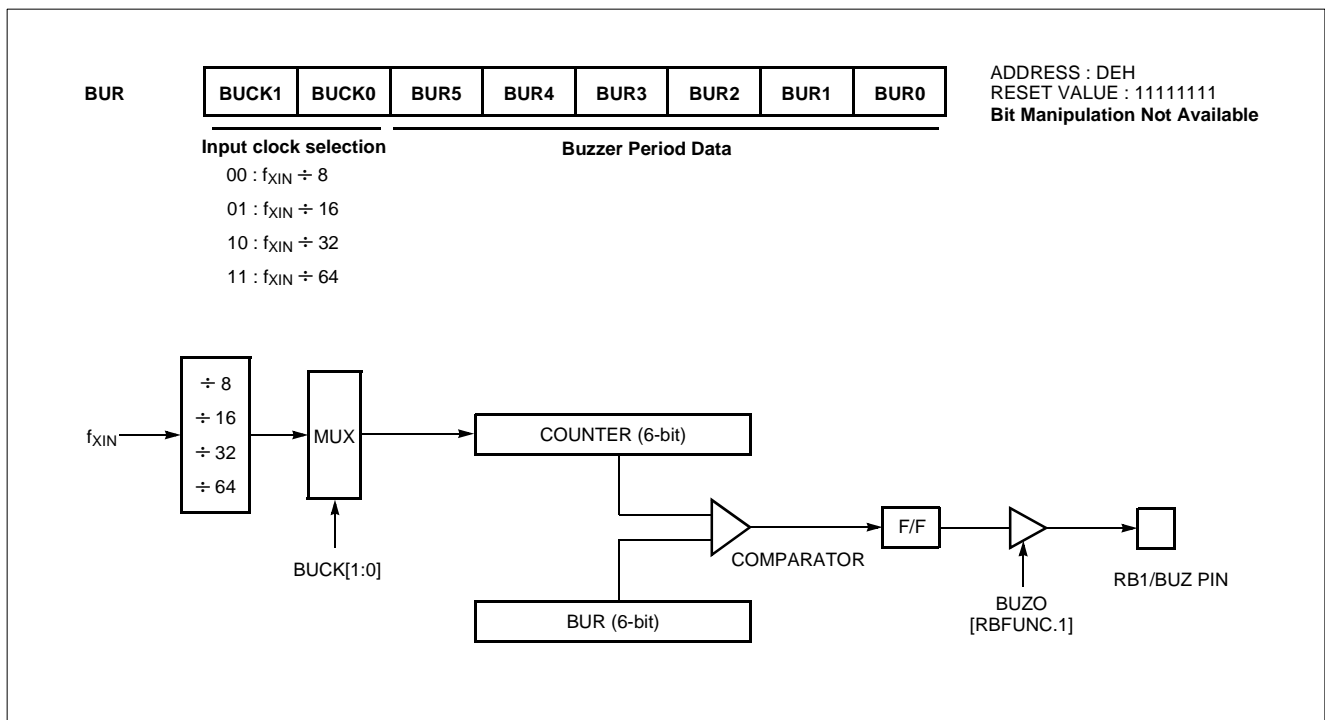 BUR
BUCK1 BUCK0 BUR5 BUR4 BUR3 BUR2 BUR1 BUR0
ADDRESS : DEH
RESET VALUE : 11111111
Bit Manipulation Not Available
Input clock selection
Buzzer Period Data
00 : fXIN ÷ 8
01 : fXIN ÷ 16
10 : fXIN ÷ 32
11 : fXIN ÷ 64
fXIN
÷ 8
÷ 16
÷ 32
÷ 64
MUX
BUCK[1:0]
COUNTER (6-bit)
BUR (6-bit)
COMPARATOR
F/F
BUZO
[RBFUNC.1]
RB1/BUZ PIN